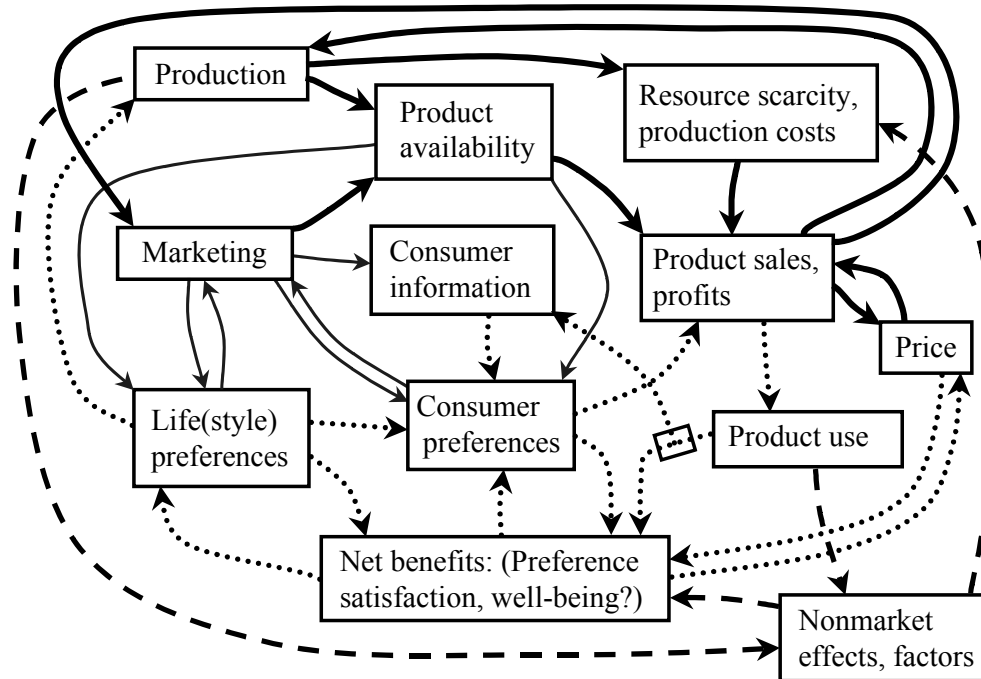 Production
Resource scarcity,
production costs
Product
availability
Marketing
Consumer
information
Product sales,
profits
Price
Life(style)
preferences
Consumer
preferences
Product use
Net benefits: (Preference
satisfaction, well-being?)
Nonmarket
effects, factors